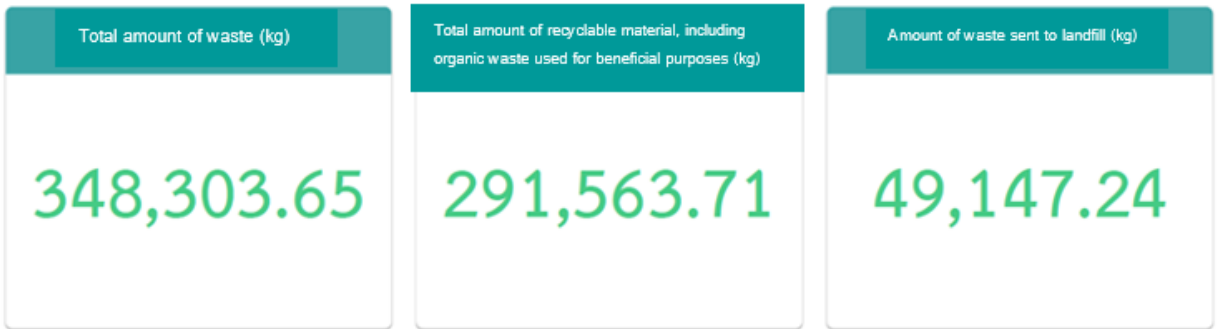 Total amount of waste (kg)
348,303.65
Total amount of recyclable material, including
organic waste used for beneficial purposes (kg)
291,563.71
Amount of waste sent to landfill (kg)
49,147.24